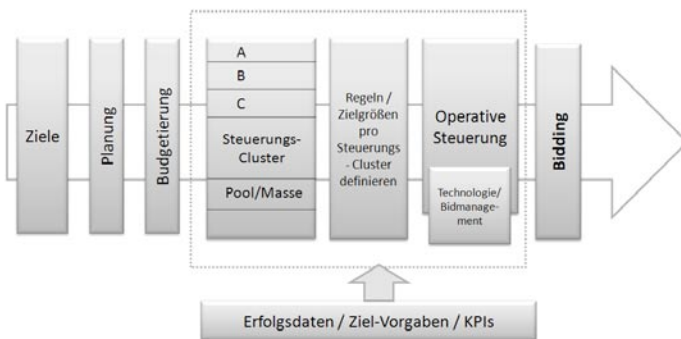 Ziele
Planung
Budgetierung
A
B
C
Steuerungs-
Cluster
Pool/Masse
Regeln /
Zielgrößen
pro
Steuerungs
- Cluster
definieren
Operative
Steuerung
Technologie/
Bidmanage-
ment
Bidding
Erfolgsdaten / Ziel-Vorgaben / KPIs